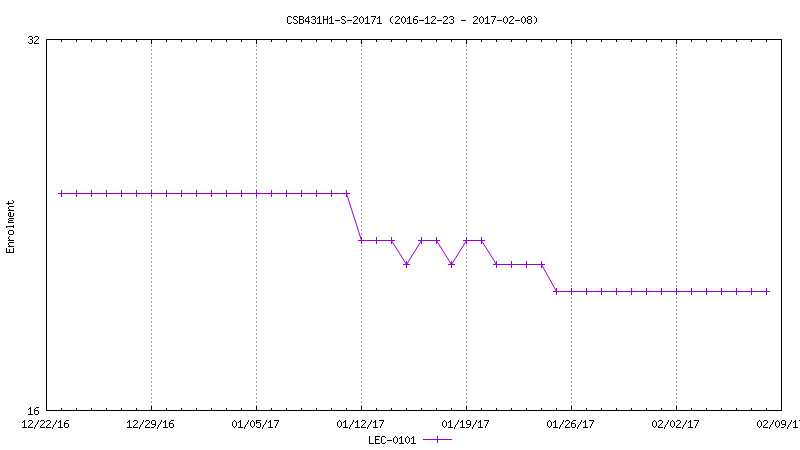 CSB431H1-S-20171 (2016-12-23 - 2017-02-08)
32
Enrolment
16
12/22/16 12/29/16 01/05/17 01/12/17 01/19/17 01/26/17 02/02/17 02/09/1
LEC-0101